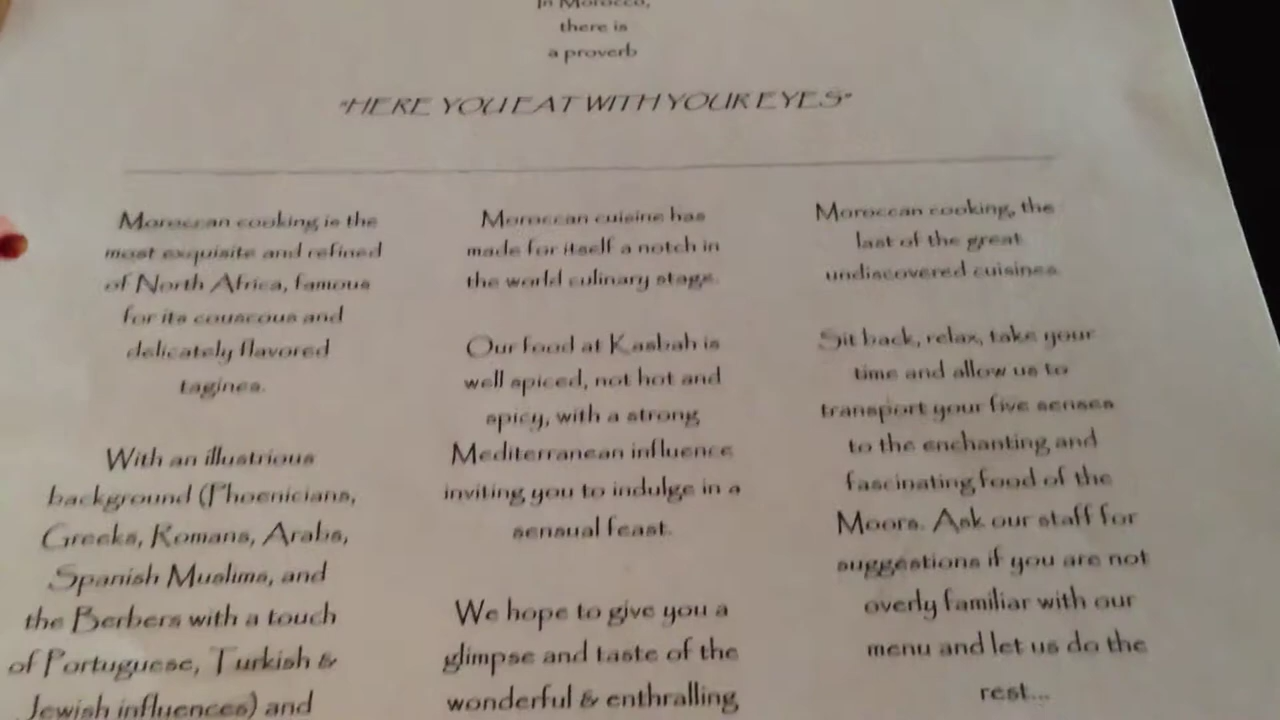 In Morocco,
there is
a proverb
"HERE YOU EAT WITH YOUR EYES"
Moroccan cooking is the
most exquisite and refined
of North Africa, famous
for its couscous and
delicately flavored
tagines.
With an illustrious
background (Phoenicians,
Greeks, Romans, Arabs,
Spanish Muslims, and
the Berbers with a touch
of Portuguese, Turkish &
Jewish influences) and
Moroccan cuisine has
made for itself a notch in
the world culinary stage.
Our food at Kasbah is
well spiced, not hot and
spicy, with a strong
Mediterranean influence
inviting you to indulge in a
sensual feast.
We hope to give you a
glimpse and taste of the
wonderful & enthralling
Moroccan cooking, the
last of the great
undiscovered cuisines.
Sit back, relax, take your
time and allow us to
transport your five senses
to the enchanting and
fascinating food of the
Moors. Ask our staff for
suggestions if you are not
overly familiar with our
menu and let us do the
rest...